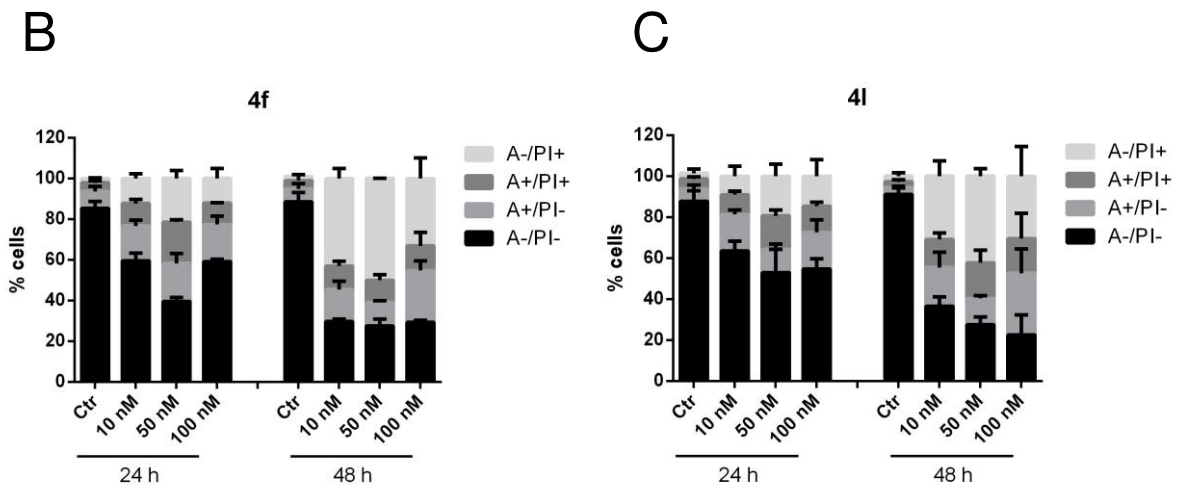 B
4f
% cells
120
100
80
60
40
20
0
Ctr
10 nM
50 nM
100 nM
Ctr
10 nM
50 nM
100 nM
24 h
48 h
A-/PI+
A+/PI+
A+/PI-
A-/PI-
C
4l
% cells
120
100
80
60
40
20
0
Ctr
10 nM
50 nM
100 nM
Ctr
10 nM
50 nM
100 nM
24 h
48 h
A-/PI+
A+/PI+
A+/PI-
A-/PI-